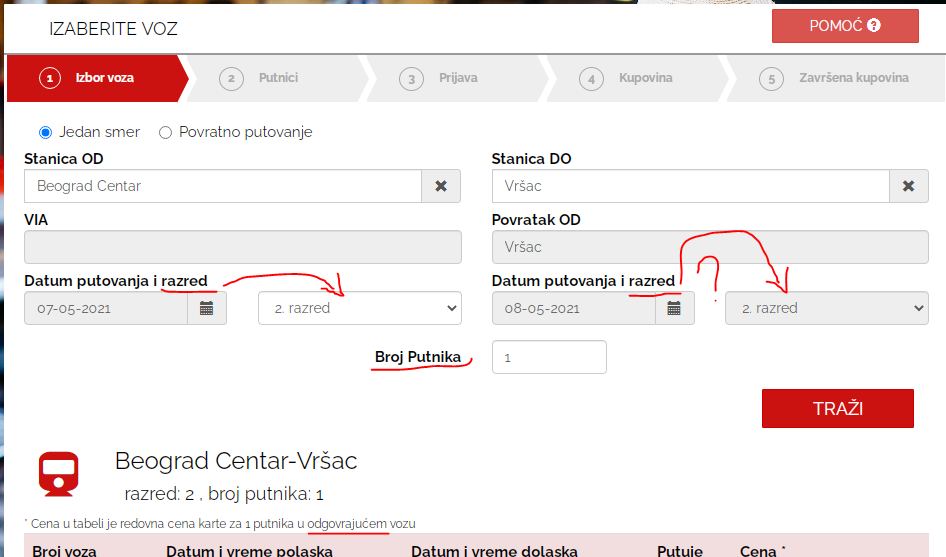 IZABERITE VOZ
POMOĆ ?
1 Izbor voza 2 Putnici 3 Prijava 4 Kupovina 5 Završena kupovina
Jedan smer Povratno putovanje
Stanica OD Stanica DO
Beograd Centar Vršac
VIA Povratak OD
Vršac
Datum putovanja i razred Datum putovanja i razred ?
07-05-2021 2. razred 08-05-2021 2. razred
Broj Putnika 1
TRAŽI
Beograd Centar-Vršac
razred: 2 , broj putnika: 1
* Cena u tabeli je redovna cena karte za 1 putnika u odgovrajućem vozu
Broj voza Datum i vreme polaska Datum i vreme dolaska Putuje Cena *